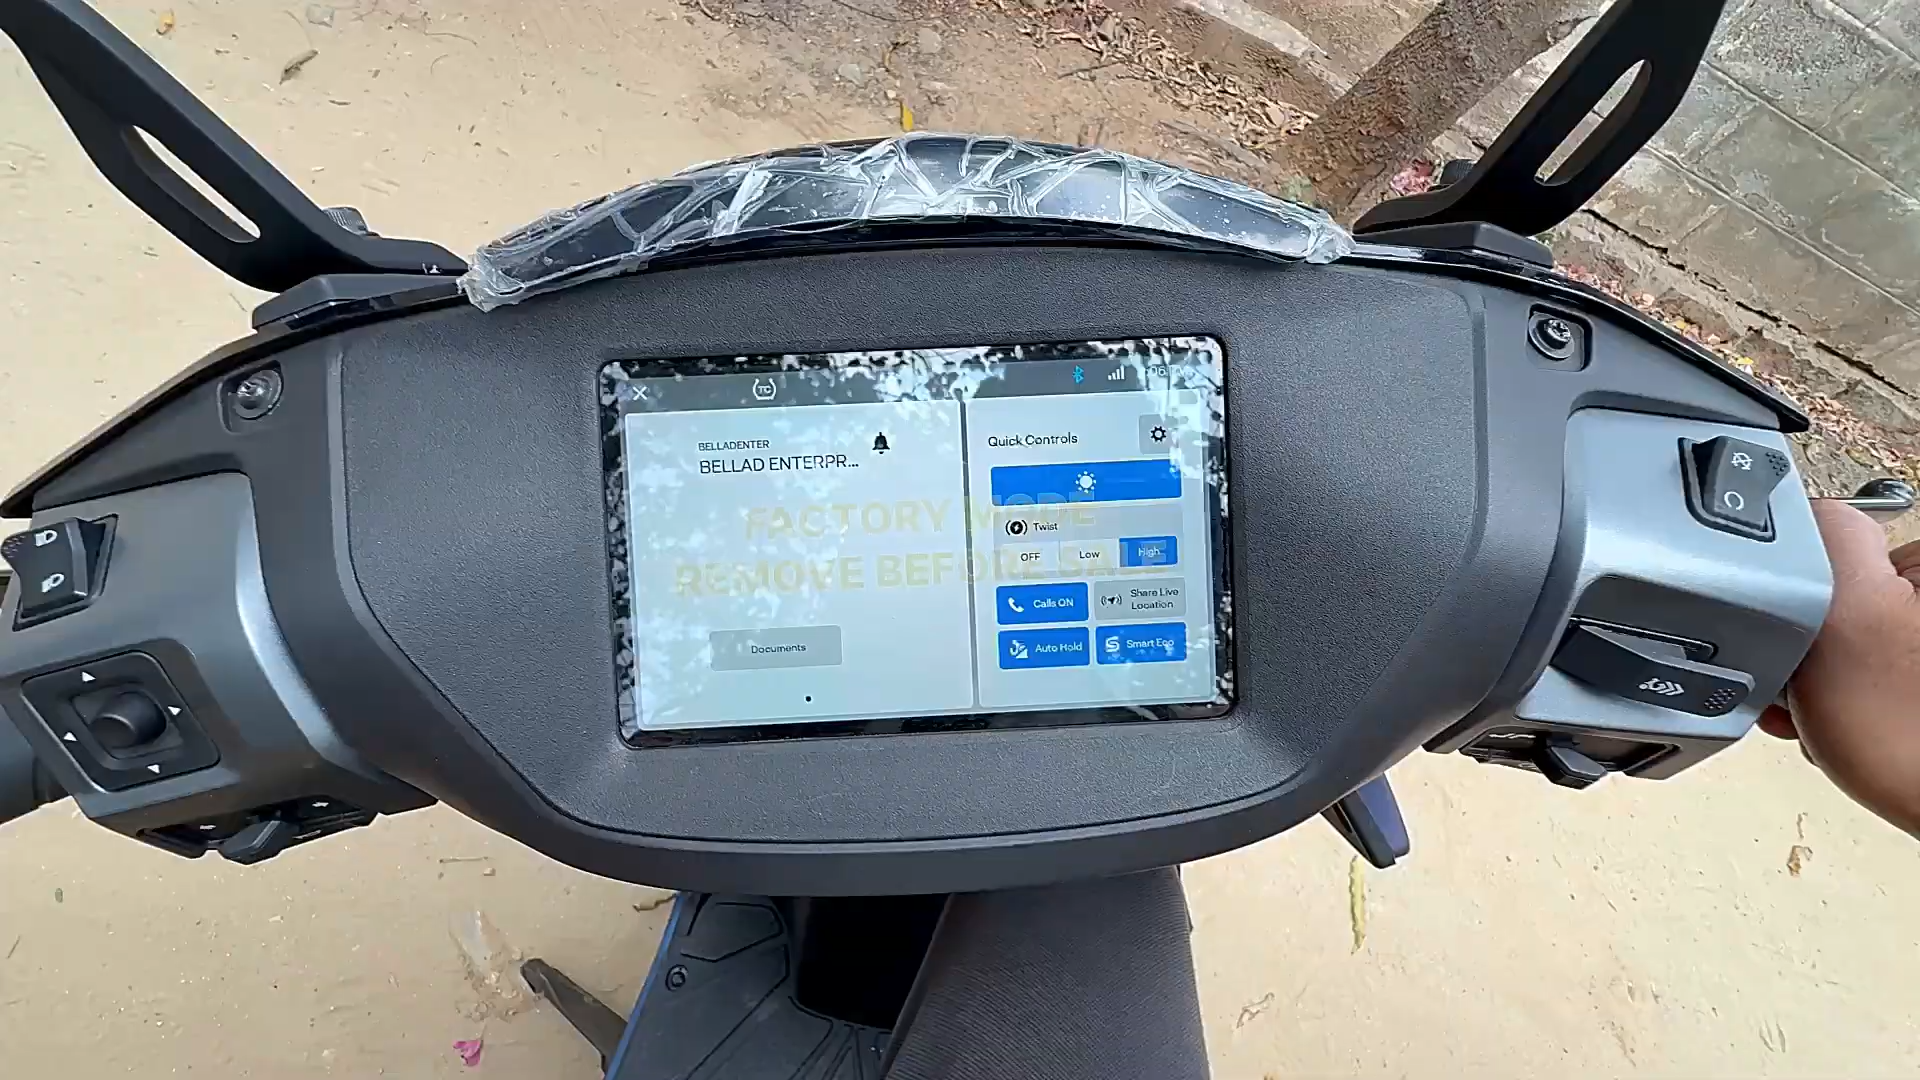 TC
BELLADENTER
BELLAD ENTERPR...
Quick Controls
FACTORY MODE
REMOVE BEFORE SALE
Twist
OFF
Low
High
Calls ON
Share Live
Location
Auto Hold
Smart Eco
Documents